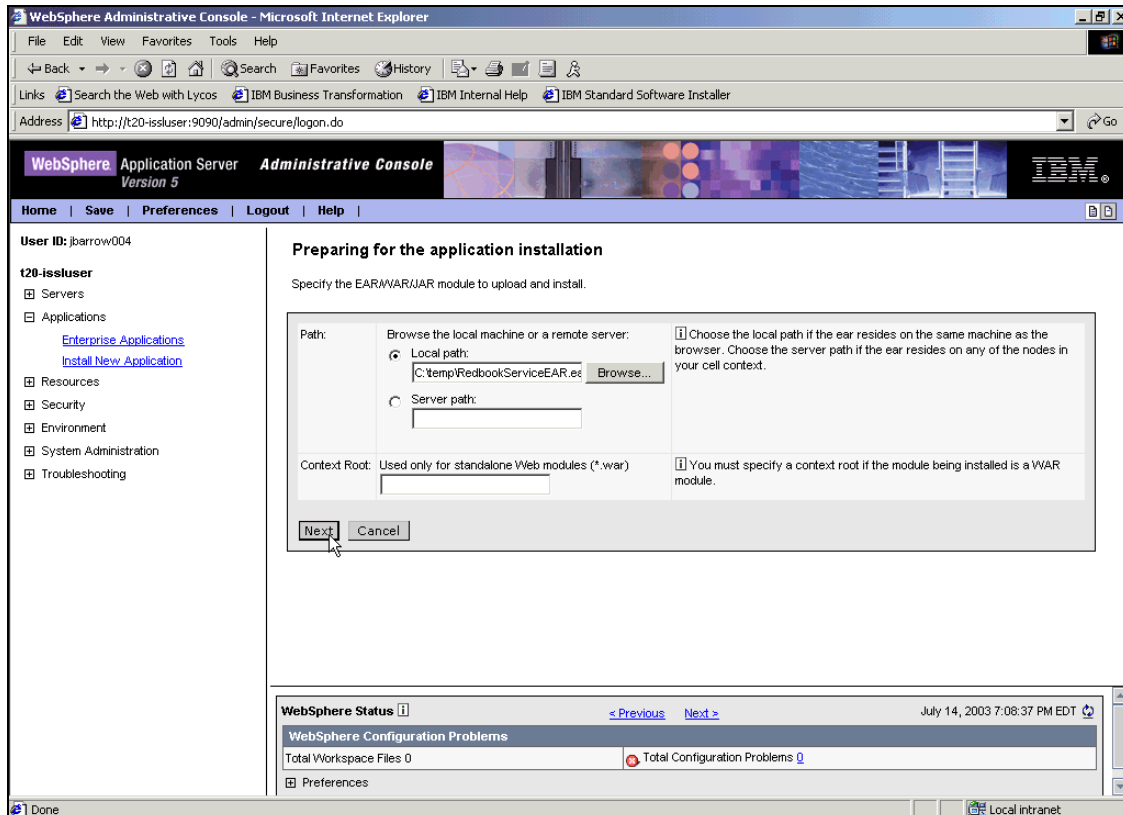 WebSphere Administrative Console - Microsoft Internet Explorer
File Edit View Favorites Tools Help
Back Search Favorites History
Links Search the Web with Lycos IBM Business Transformation IBM Internal Help IBM Standard Software Installer
Address http://t20-issluser:9090/admin/secure/logon.do Go
WebSphere Application Server Administrative Console
Version 5
IBM
Home | Save | Preferences | Logout | Help |
User ID: jbarrow004
t20-issluser
Servers
Applications
Enterprise Applications
Install New Application
Resources
Security
Environment
System Administration
Troubleshooting
Preparing for the application installation
Specify the EAR/WAR/JAR module to upload and install.
Path:
Browse the local machine or a remote server:
Local path:
C:\temp\RedbookServiceEAR.ea Browse...
Server path:
i Choose the local path if the ear resides on the same machine as the
browser. Choose the server path if the ear resides on any of the nodes in
your cell context.
Context Root: Used only for standalone Web modules (*.war)
i You must specify a context root if the module being installed is a WAR
module.
Next Cancel
WebSphere Status i < Previous Next > July 14, 2003 7:08:37 PM EDT
WebSphere Configuration Problems
Total Workspace Files 0 Total Configuration Problems 0
Preferences
Done Local intranet